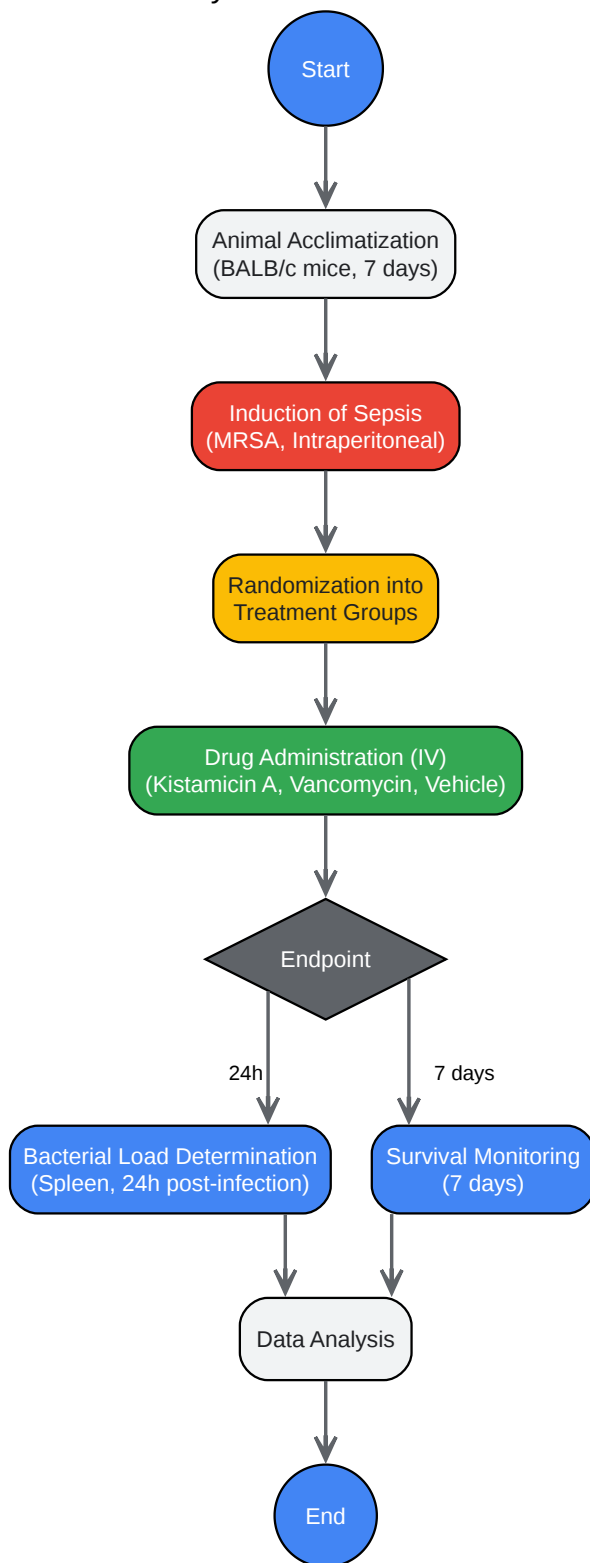 Start
Animal Acclimatization
(BALB/c mice, 7 days)
Induction of Sepsis
(MRSA, Intraperitoneal)
Randomization into
Treatment Groups
Drug Administration (IV)
(Kistamicin A, Vancomycin, Vehicle)
Endpoint
24h
7 days
Bacterial Load Determination
(Spleen, 24h post-infection)
Survival Monitoring
(7 days)
Data Analysis
End